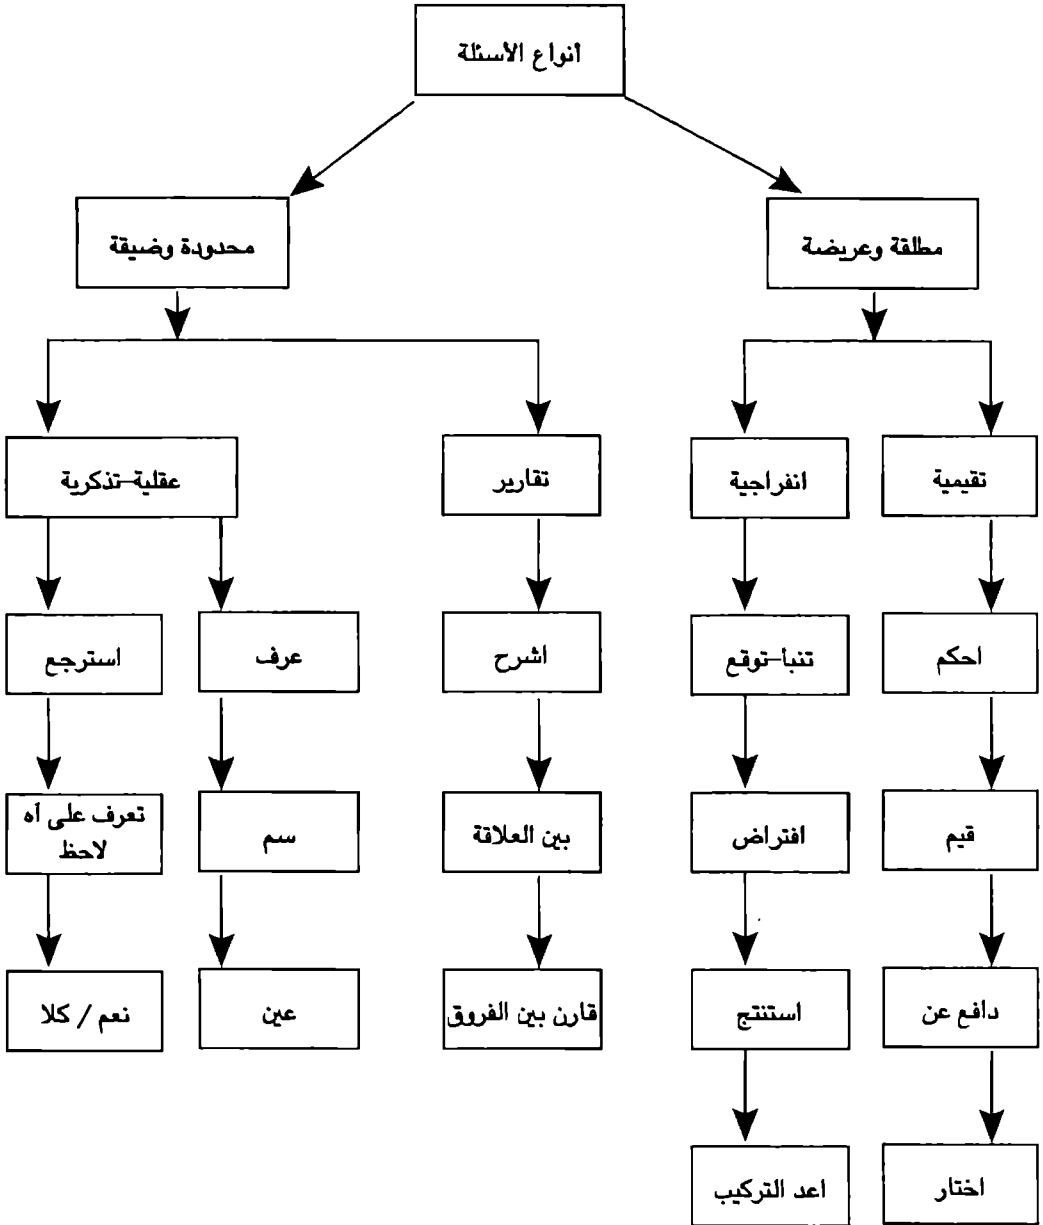 أنواع الأسئلة
مطلقة وعريضة
محدودة وضيقة
تقيمية
انفراجية
تقارير
عقلية-تذكرية
احكم
تنبأ-توقع
اشرح
عرف
استرجع
قيم
افتراض
بين العلاقة
سم
تعرف على أه
لاحظ
دافع عن
استنتج
قارن بين الفروق
عين
نعم / كلا
اختار
اعد التركيب